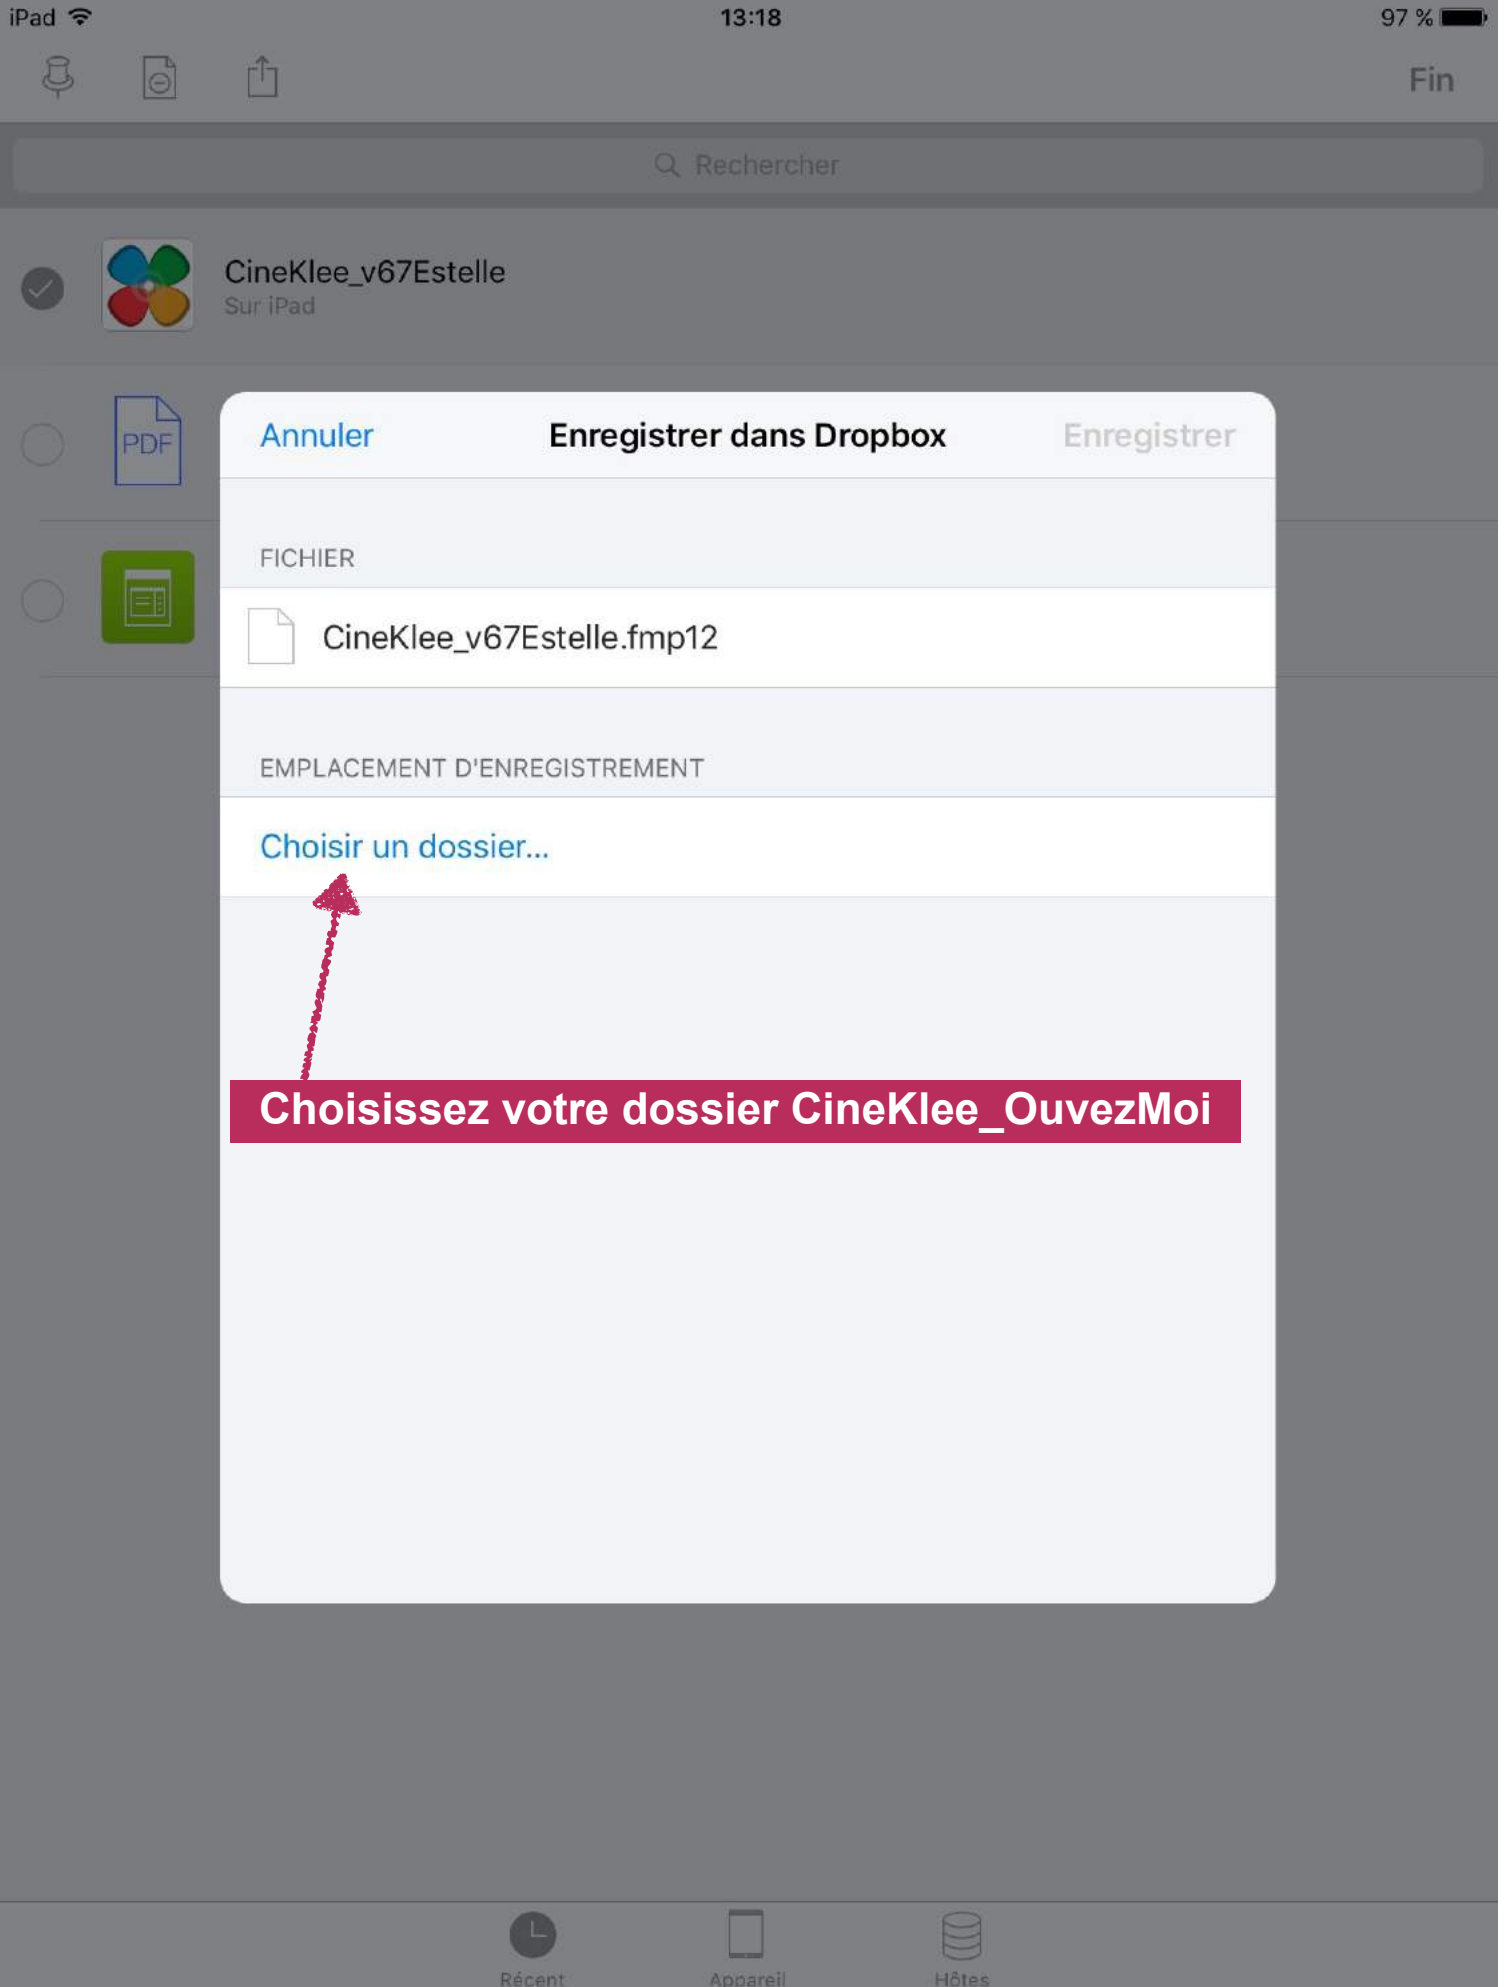 iPad
13:18
97 %
Fin
Rechercher
CineKlee_v67Estelle
Sur iPad
PDF
Annuler
Enregistrer dans Dropbox
Enregistrer
FICHIER
CineKlee_v67Estelle.fmp12
EMPLACEMENT D'ENREGISTREMENT
Choisir un dossier...
Choisissez votre dossier CineKlee_OuvezMoi
Récent
Appareil
Hôtes